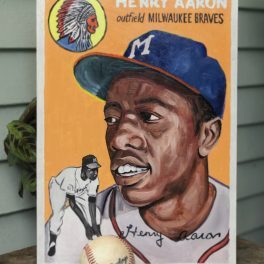 HENRY AARON
outfield MILWAUKEE BRAVES
M
Henry Aaron